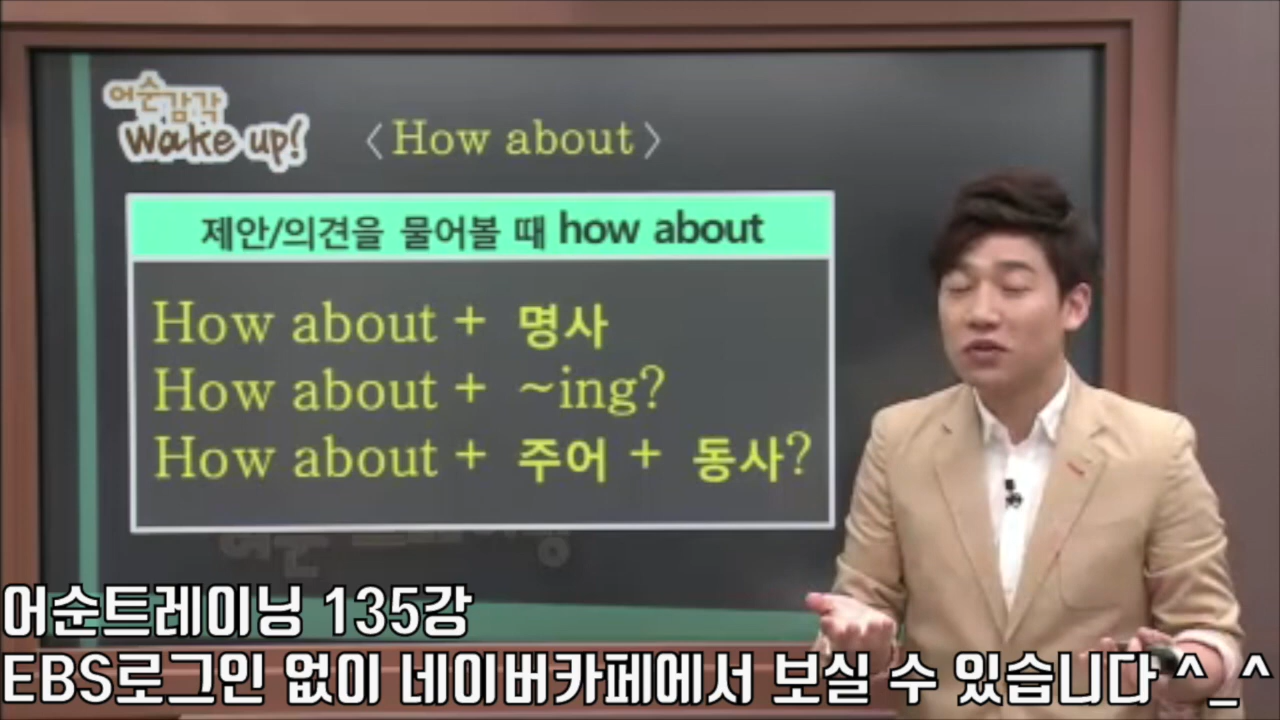 어순감각
Wake up!
〈How about〉
제안/의견을 물어볼 때 how about
How about + 명사
How about + ~ing?
How about + 주어 + 동사?
어순트레이닝 135강
EBS로그인 없이 네이버카페에서 보실 수 있습니다 ^_^